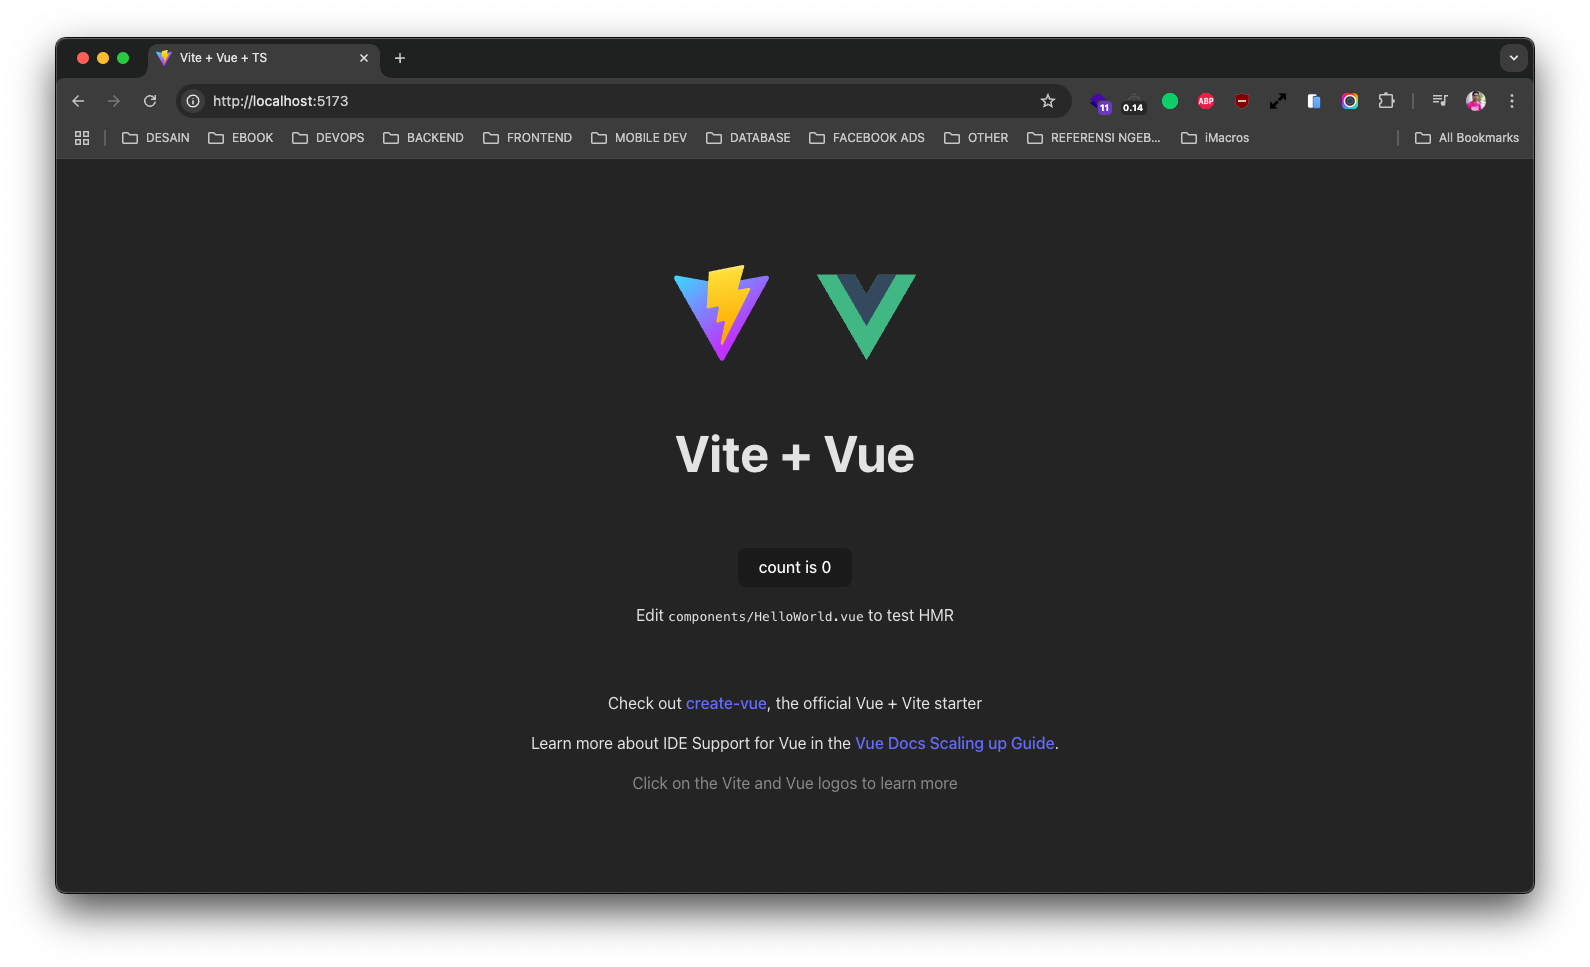 Vite + Vue + TS
http://localhost:5173
11
0.14
ABP
DESAIN EBOOK DEVOPS BACKEND FRONTEND MOBILE DEV DATABASE FACEBOOK ADS OTHER REFERENSI NGEB... iMacros All Bookmarks
Vite + Vue
count is 0
Edit components/HelloWorld.vue to test HMR
Check out create-vue, the official Vue + Vite starter
Learn more about IDE Support for Vue in the Vue Docs Scaling up Guide.
Click on the Vite and Vue logos to learn more